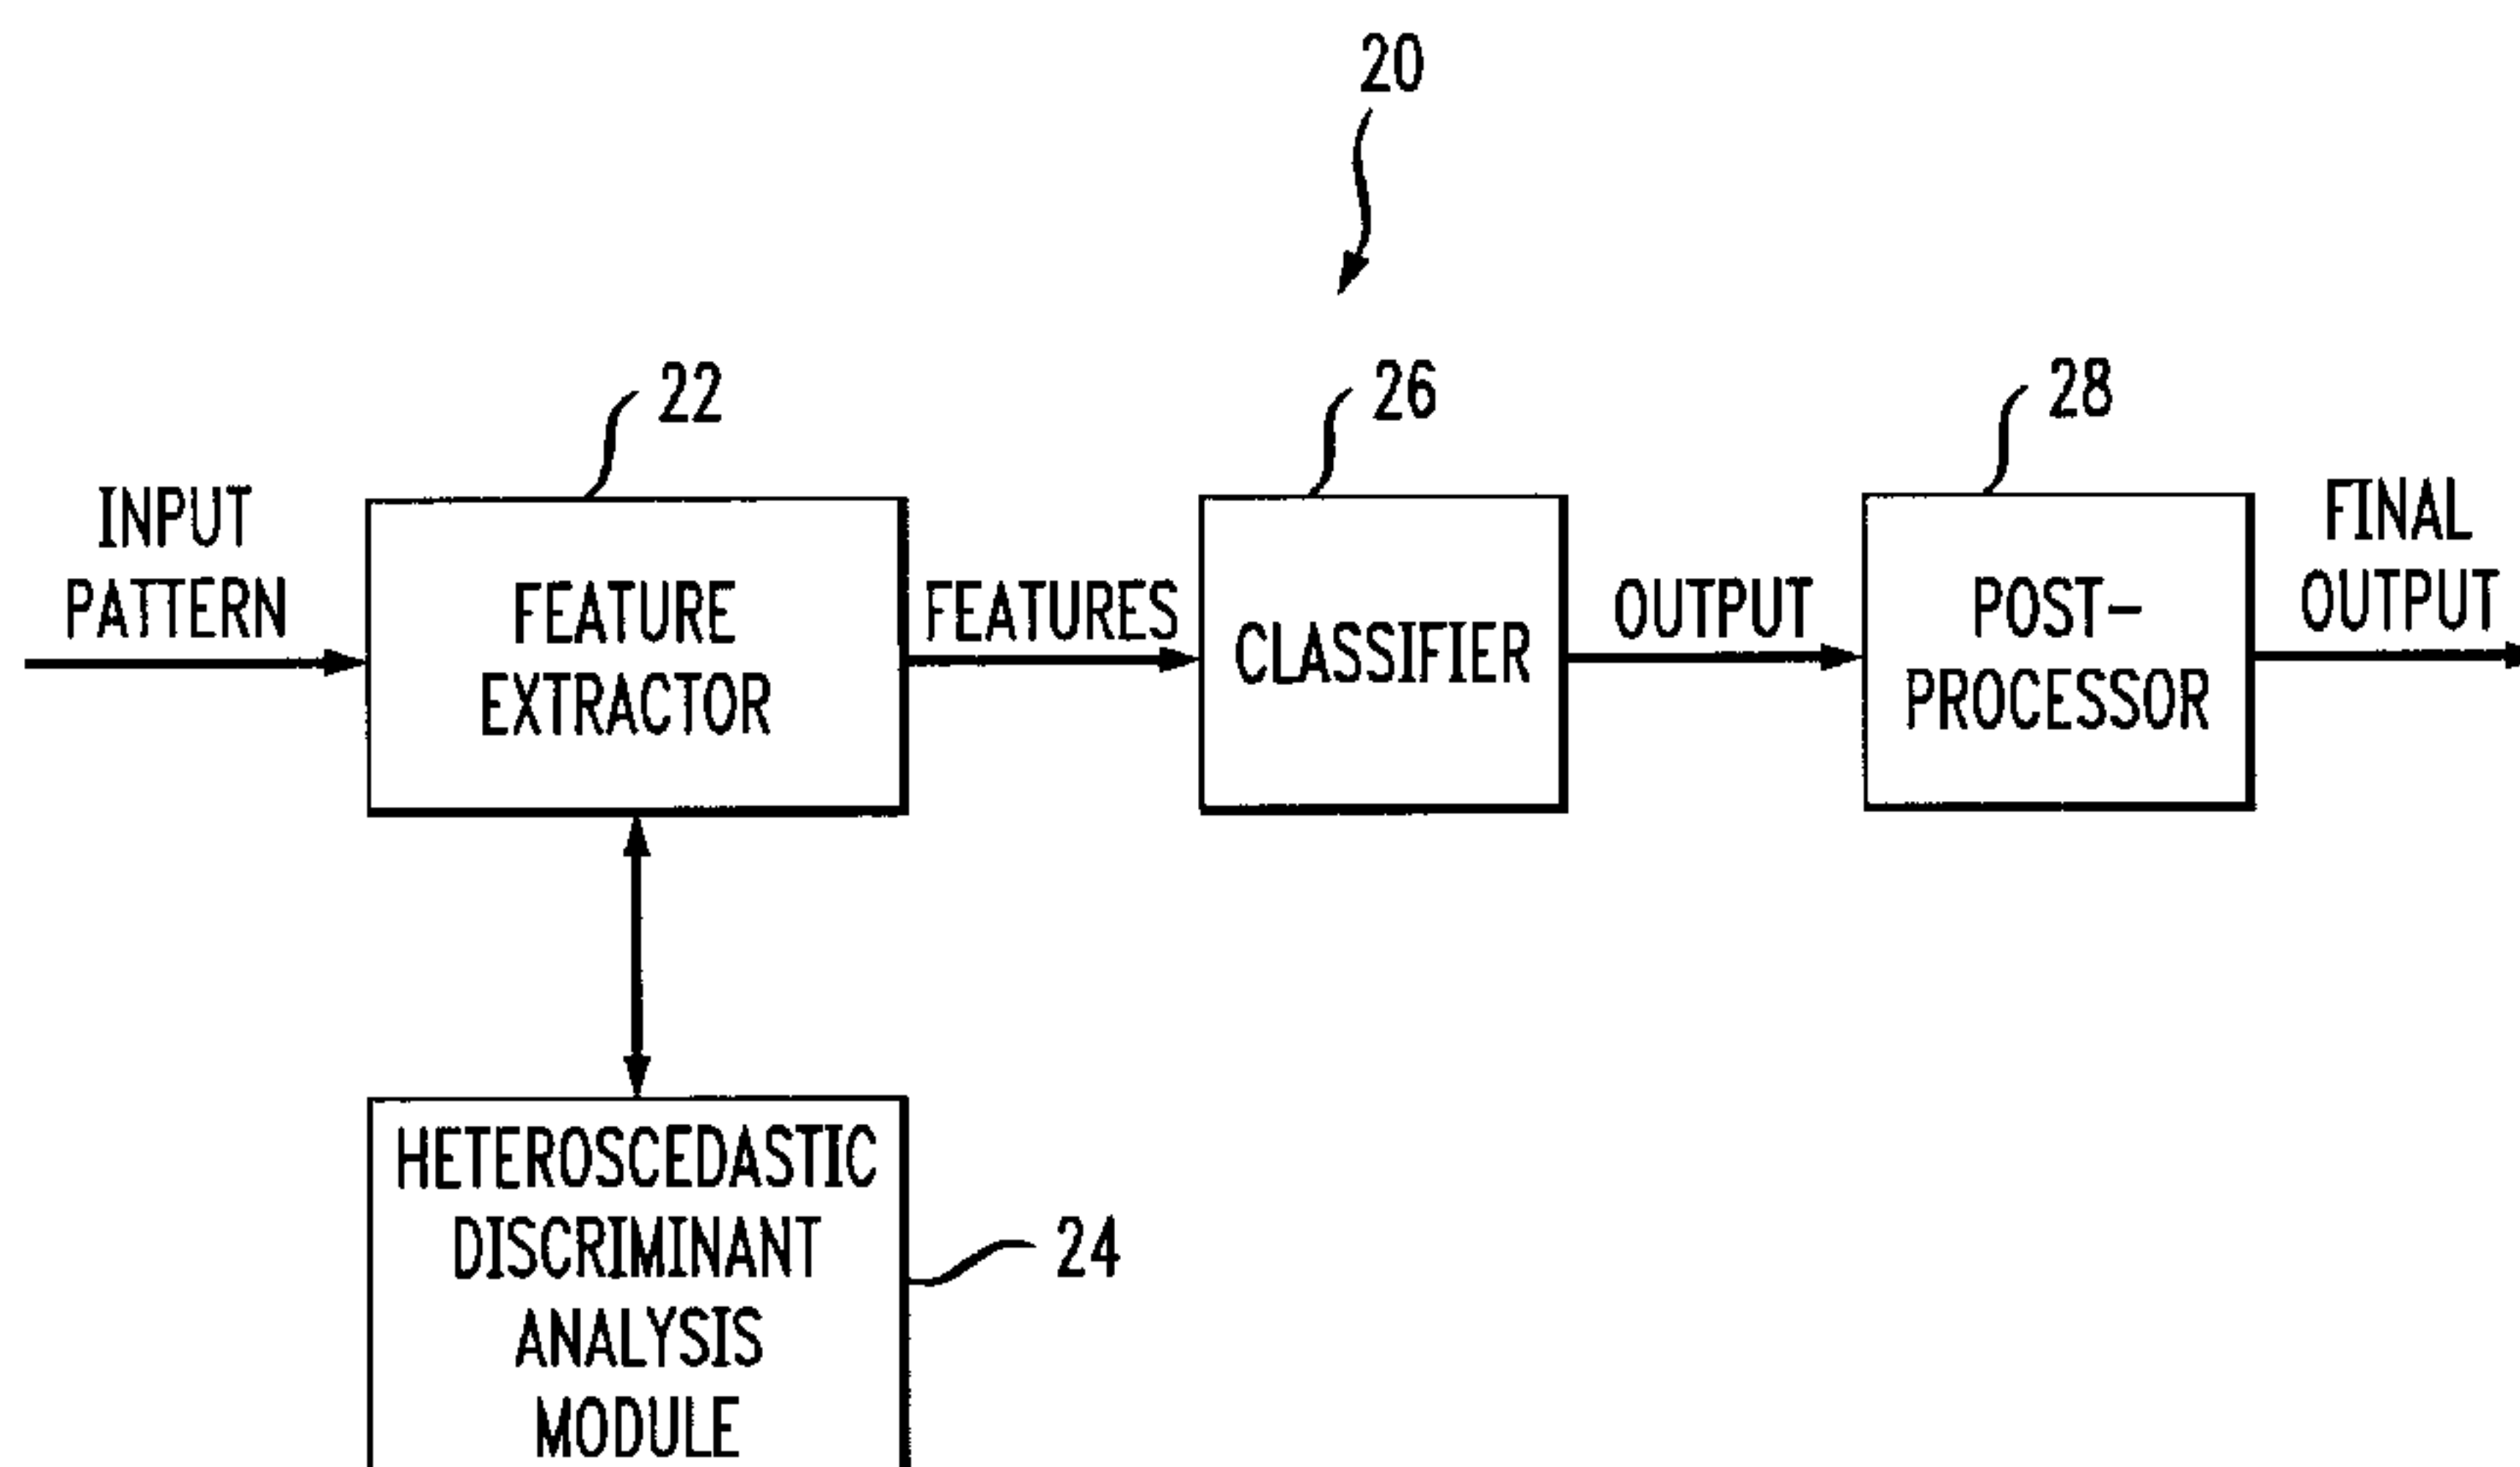 20
22
26
28
INPUT
PATTERN
FEATURE
EXTRACTOR
FEATURES
CLASSIFIER
OUTPUT
POST-
PROCESSOR
FINAL
OUTPUT
HETEROSCEDASTIC
DISCRIMINANT
ANALYSIS
MODULE
24